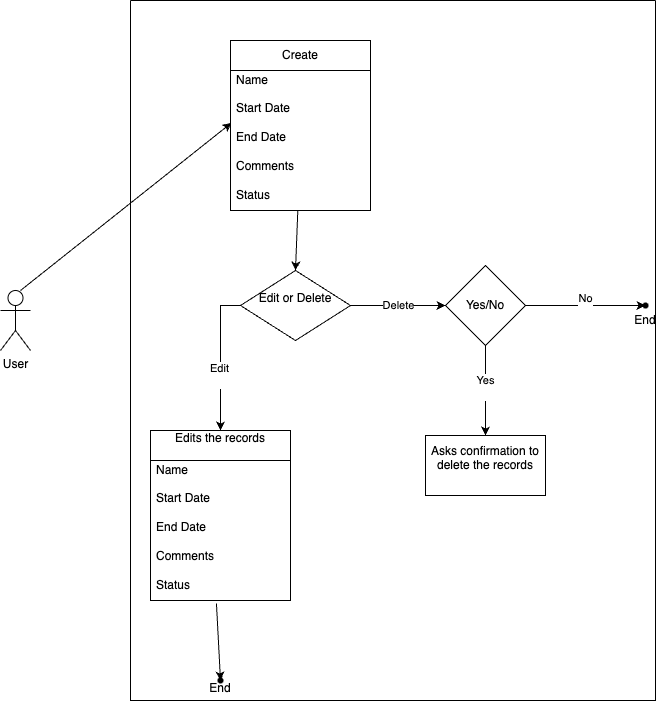 Create
Name
Start Date
End Date
Comments
Status
User
Edit or Delete
Delete
Yes/No
No
End
Edit
Yes
Edits the records
Name
Start Date
End Date
Comments
Status
Asks confirmation to
delete the records
End